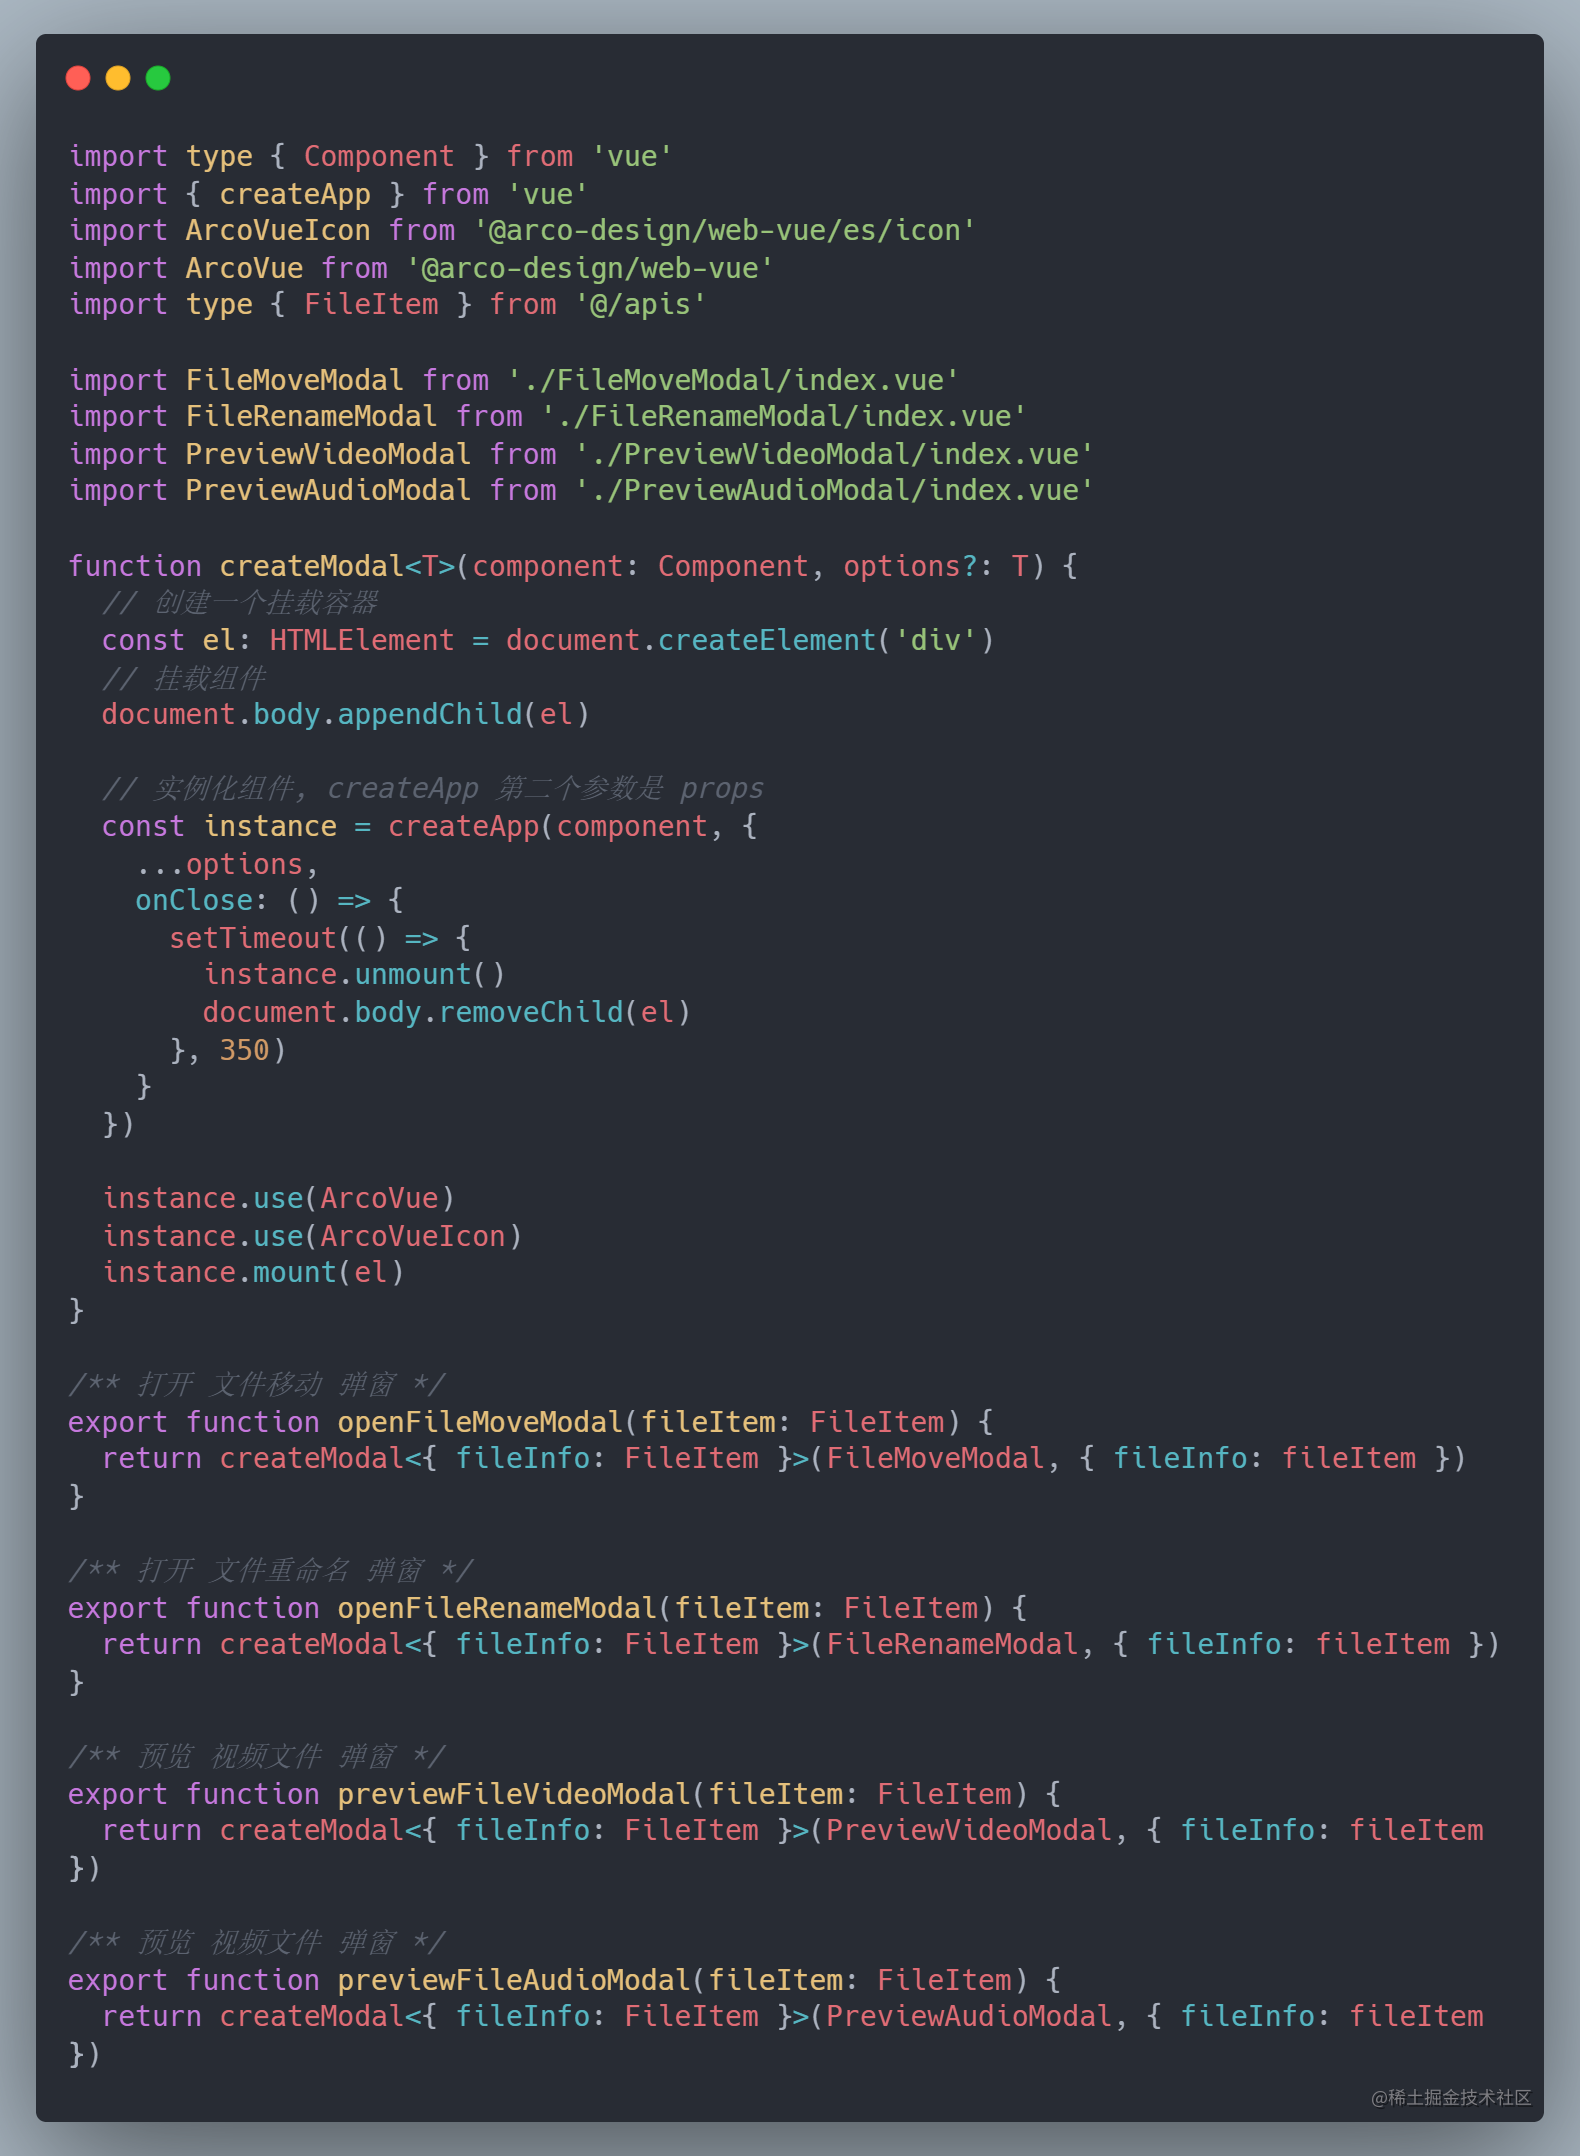 import type { Component } from 'vue'
import { createApp } from 'vue'
import ArcoVueIcon from '@arco-design/web-vue/es/icon'
import ArcoVue from '@arco-design/web-vue'
import type { FileItem } from '@/apis'

import FileMoveModal from './FileMoveModal/index.vue'
import FileRenameModal from './FileRenameModal/index.vue'
import PreviewVideoModal from './PreviewVideoModal/index.vue'
import PreviewAudioModal from './PreviewAudioModal/index.vue'

function createModal<T>(component: Component, options?: T) {
  // 创建一个挂载容器
  const el: HTMLElement = document.createElement('div')
  // 挂载组件
  document.body.appendChild(el)

  // 实例化组件, createApp 第二个参数是 props
  const instance = createApp(component, {
    ...options,
    onClose: () => {
      setTimeout(() => {
        instance.unmount()
        document.body.removeChild(el)
      }, 350)
    }
  })

  instance.use(ArcoVue)
  instance.use(ArcoVueIcon)
  instance.mount(el)
}

/** 打开 文件移动 弹窗 */
export function openFileMoveModal(fileItem: FileItem) {
  return createModal<{ fileInfo: FileItem }>(FileMoveModal, { fileInfo: fileItem })
}

/** 打开 文件重命名 弹窗 */
export function openFileRenameModal(fileItem: FileItem) {
  return createModal<{ fileInfo: FileItem }>(FileRenameModal, { fileInfo: fileItem })
}

/** 预览 视频文件 弹窗 */
export function previewFileVideoModal(fileItem: FileItem) {
  return createModal<{ fileInfo: FileItem }>(PreviewVideoModal, { fileInfo: fileItem
})

/** 预览 视频文件 弹窗 */
export function previewFileAudioModal(fileItem: FileItem) {
  return createModal<{ fileInfo: FileItem }>(PreviewAudioModal, { fileInfo: fileItem
})
@稀土掘金技术社区